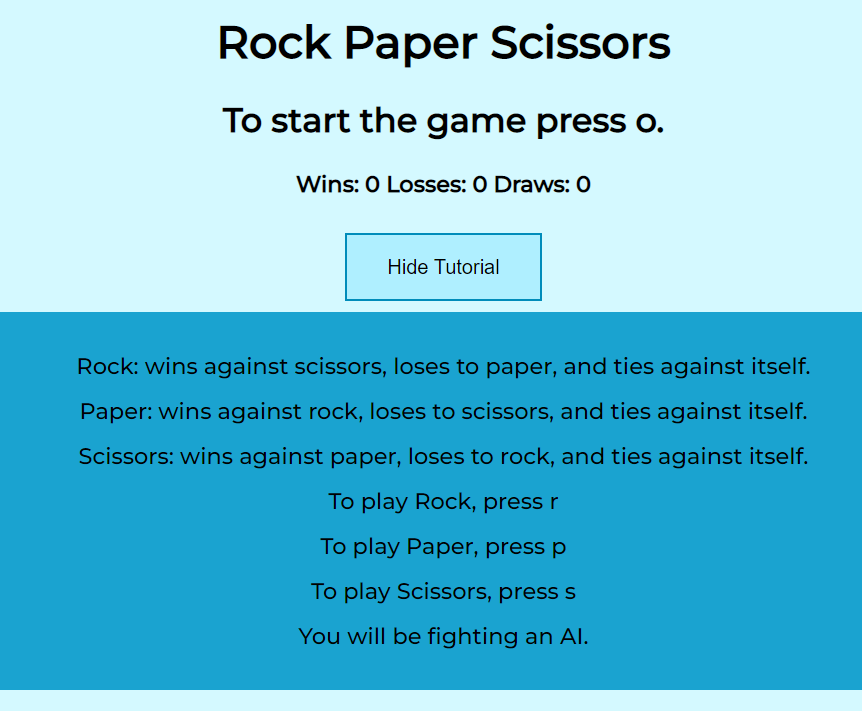 Rock Paper Scissors
To start the game press o.
Wins: 0 Losses: 0 Draws: 0
Hide Tutorial
Rock: wins against scissors, loses to paper, and ties against itself.
Paper: wins against rock, loses to scissors, and ties against itself.
Scissors: wins against paper, loses to rock, and ties against itself.
To play Rock, press r
To play Paper, press p
To play Scissors, press s
You will be fighting an AI.